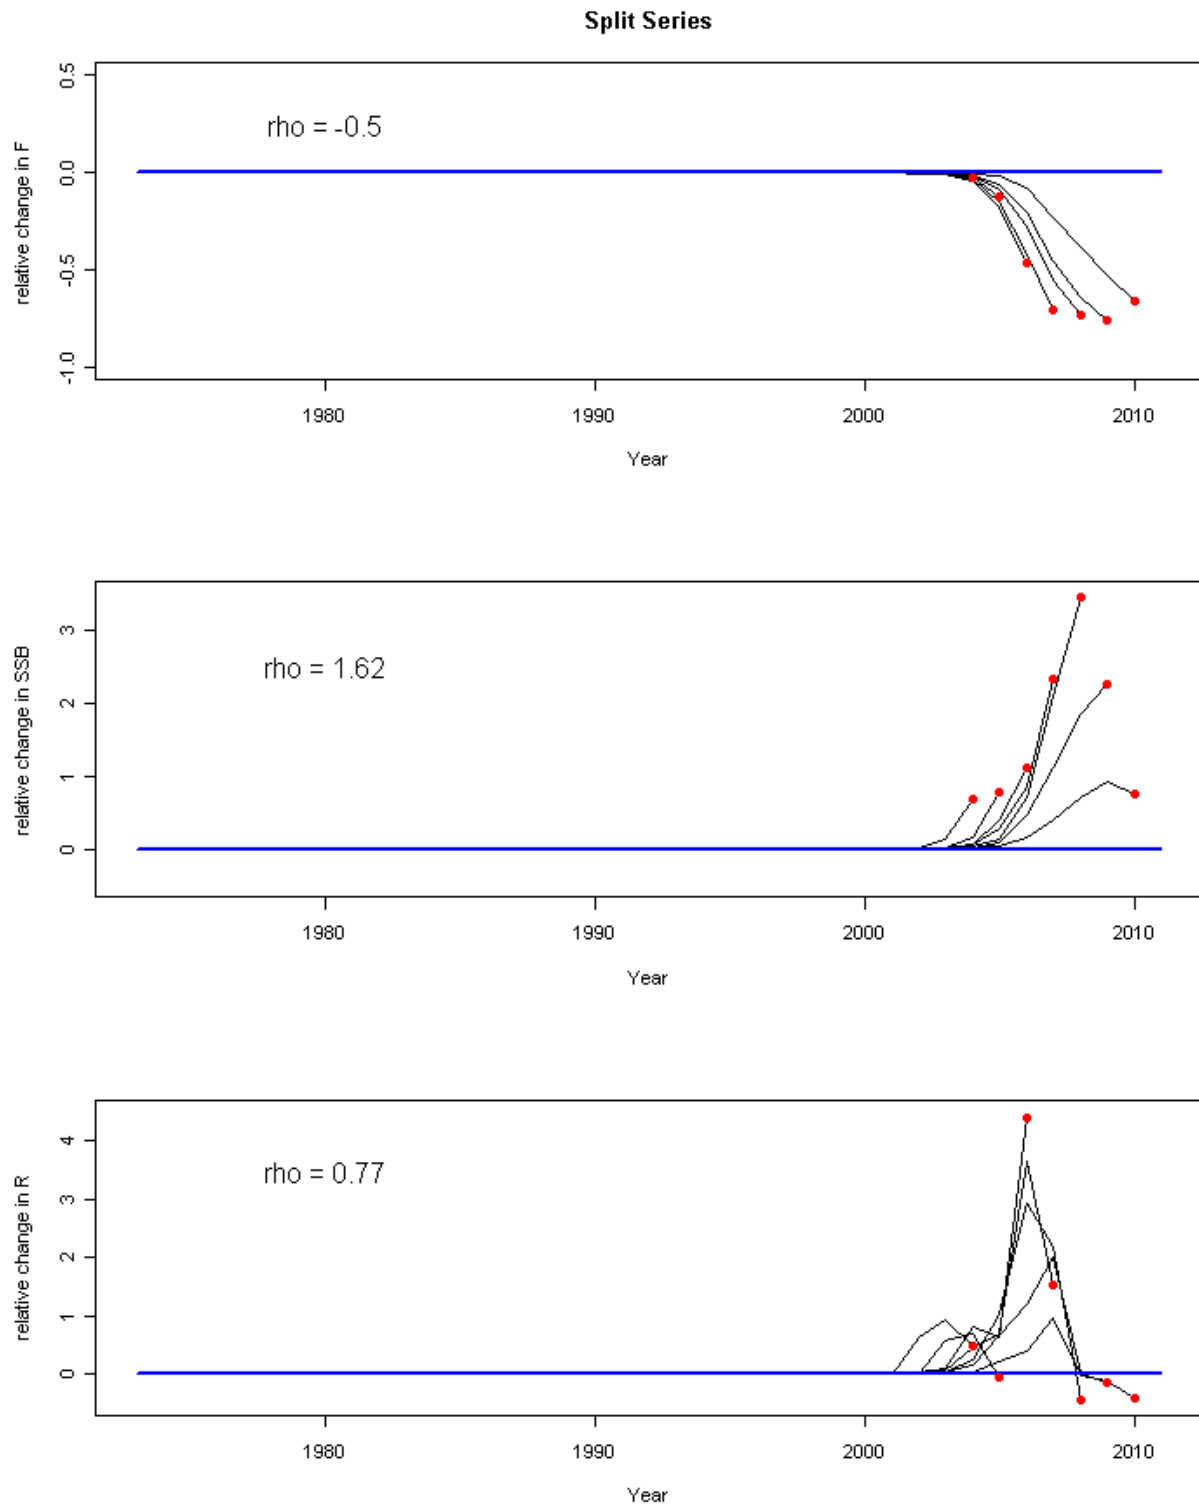 Split Series
relative change in F
0.5
0.0
-0.5
-1.0
rho = -0.5
1980 1990 2000 2010
Year
relative change in SSB
3
2
1
0
rho = 1.62
1980 1990 2000 2010
Year
relative change in R
4
3
2
1
0
rho = 0.77
1980 1990 2000 2010
Year